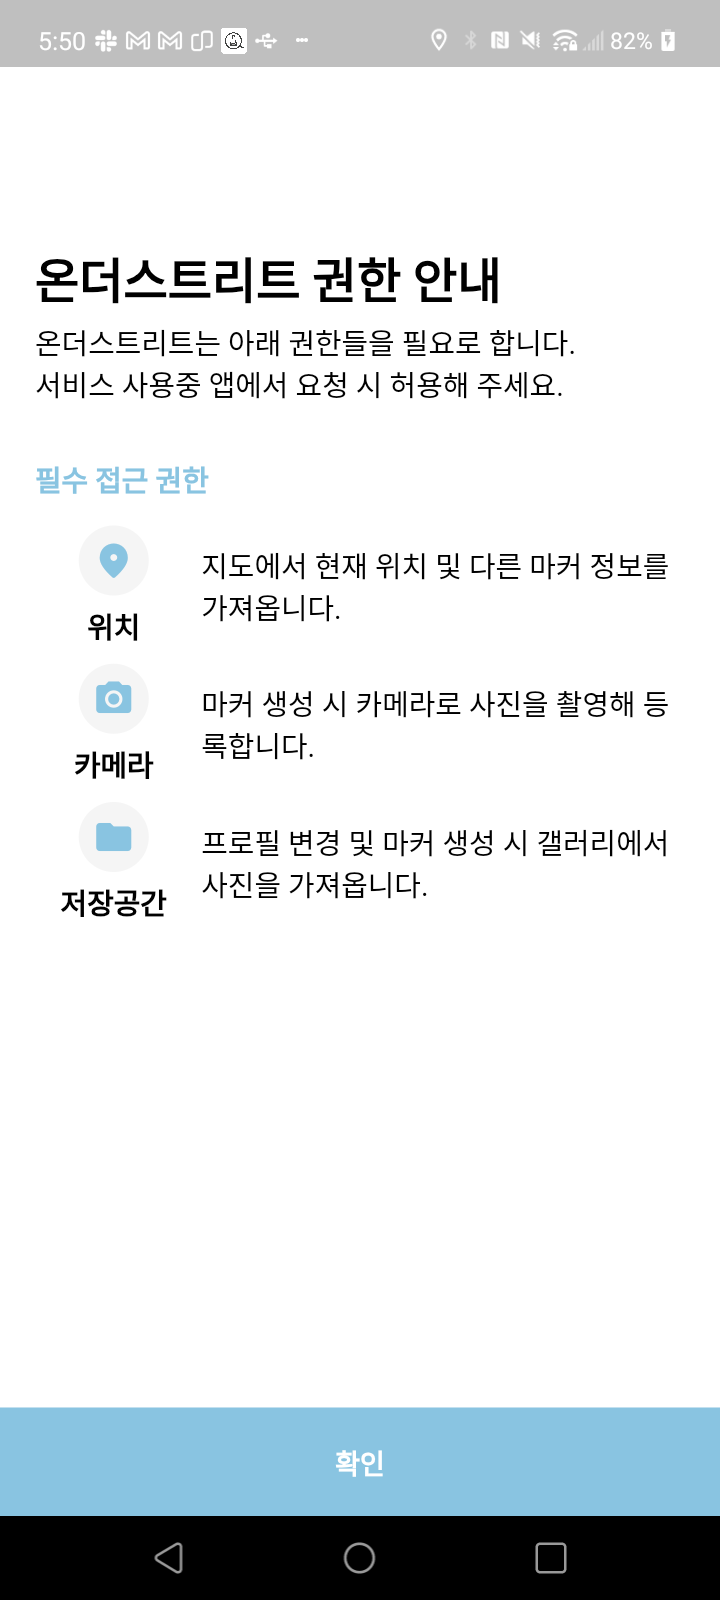 5:50
82%
온더스트리트 권한 안내
온더스트리트는 아래 권한들을 필요로 합니다.
서비스 사용중 앱에서 요청 시 허용해 주세요.
필수 접근 권한
지도에서 현재 위치 및 다른 마커 정보를
가져옵니다.
위치
마커 생성 시 카메라로 사진을 촬영해 등
록합니다.
카메라
프로필 변경 및 마커 생성 시 갤러리에서
사진을 가져옵니다.
저장공간
확인